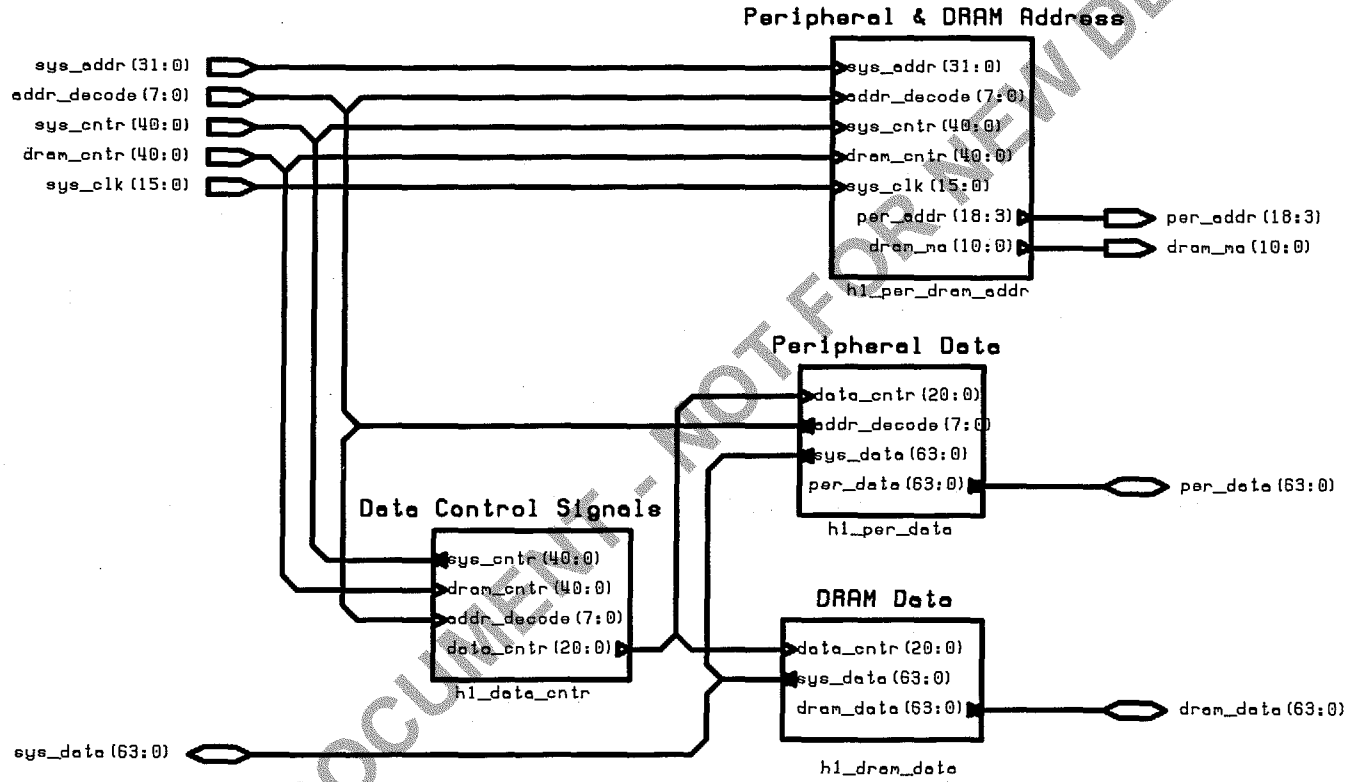 Peripheral & DRAM Address
sys_addr(31:0)
addr_decode(7:0)
sys_cntr(40:0)
dram_cntr(40:0)
sys_clk(15:0)
sys_addr(31:0)
addr_decode(7:0)
sys_cntr(40:0)
dram_cntr(40:0)
sys_clk(15:0)
per_addr(18:3)
dram_ma(10:0)
per_addr(18:3)
dram_ma(10:0)
h1_per_dram_addr
Peripheral Data
data_cntr(20:0)
addr_decode(7:0)
sys_data(63:0)
per_data(63:0)
per_data(63:0)
h1_per_data
Data Control Signals
sys_cntr(40:0)
dram_cntr(40:0)
addr_decode(7:0)
data_cntr(20:0)
h1_data_cntr
DRAM Data
data_cntr(20:0)
sys_data(63:0)
dram_data(63:0)
dram_data(63:0)
h1_dram_data
sys_data(63:0)
OCUMENT - NOT FOR NEW DE